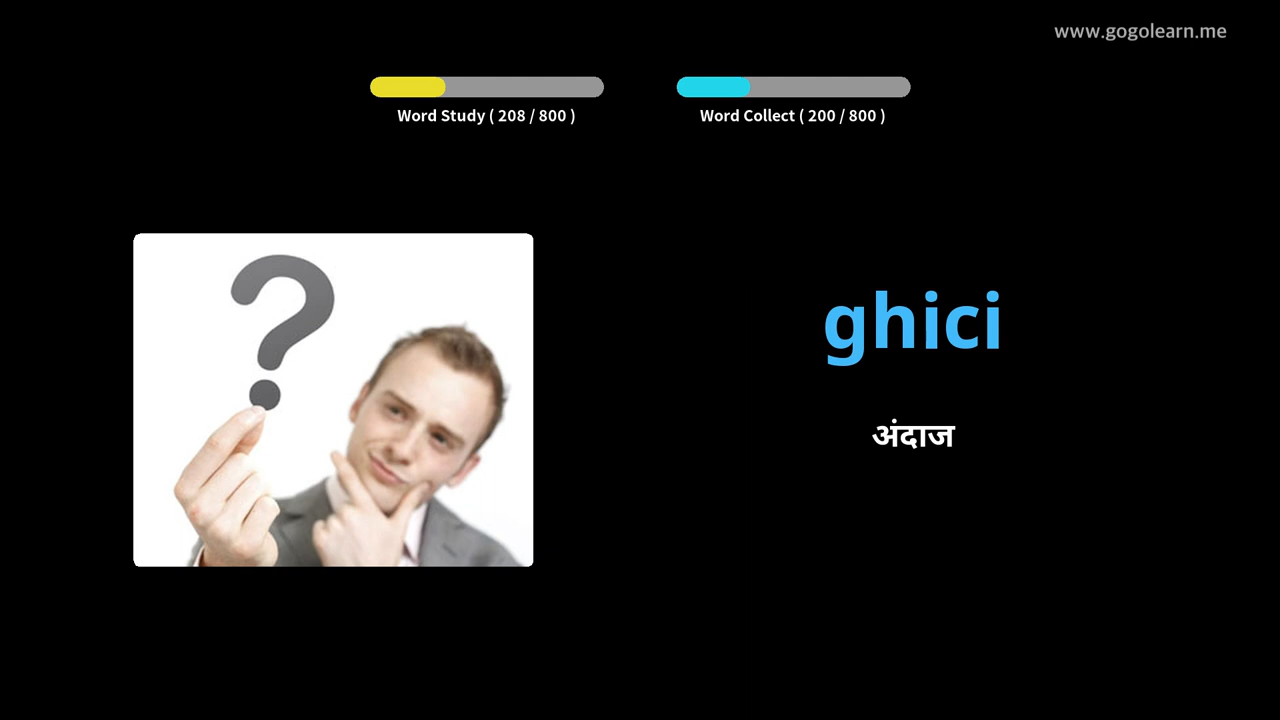 www.gogolearn.me
Word Study ( 208 / 800 )
Word Collect ( 200 / 800 )
?
ghici
अंदाज